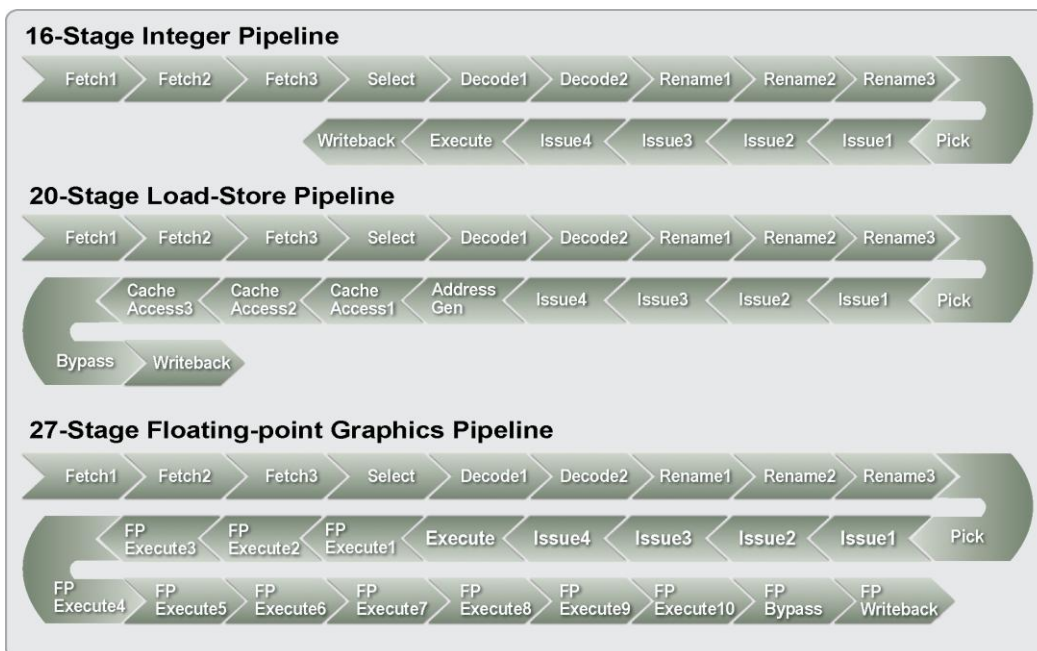 16-Stage Integer Pipeline
Fetch1 Fetch2 Fetch3 Select Decode1 Decode2 Rename1 Rename2 Rename3
Writeback Execute Issue4 Issue3 Issue2 Issue1 Pick
20-Stage Load-Store Pipeline
Fetch1 Fetch2 Fetch3 Select Decode1 Decode2 Rename1 Rename2 Rename3
Cache Access3 Cache Access2 Cache Access1 Address Gen Issue4 Issue3 Issue2 Issue1 Pick
Bypass Writeback
27-Stage Floating-point Graphics Pipeline
Fetch1 Fetch2 Fetch3 Select Decode1 Decode2 Rename1 Rename2 Rename3
FP Execute3 FP Execute2 FP Execute1 Execute Issue4 Issue3 Issue2 Issue1 Pick
FP Execute4 FP Execute5 FP Execute6 FP Execute7 FP Execute8 FP Execute9 FP Execute10 FP Bypass FP Writeback